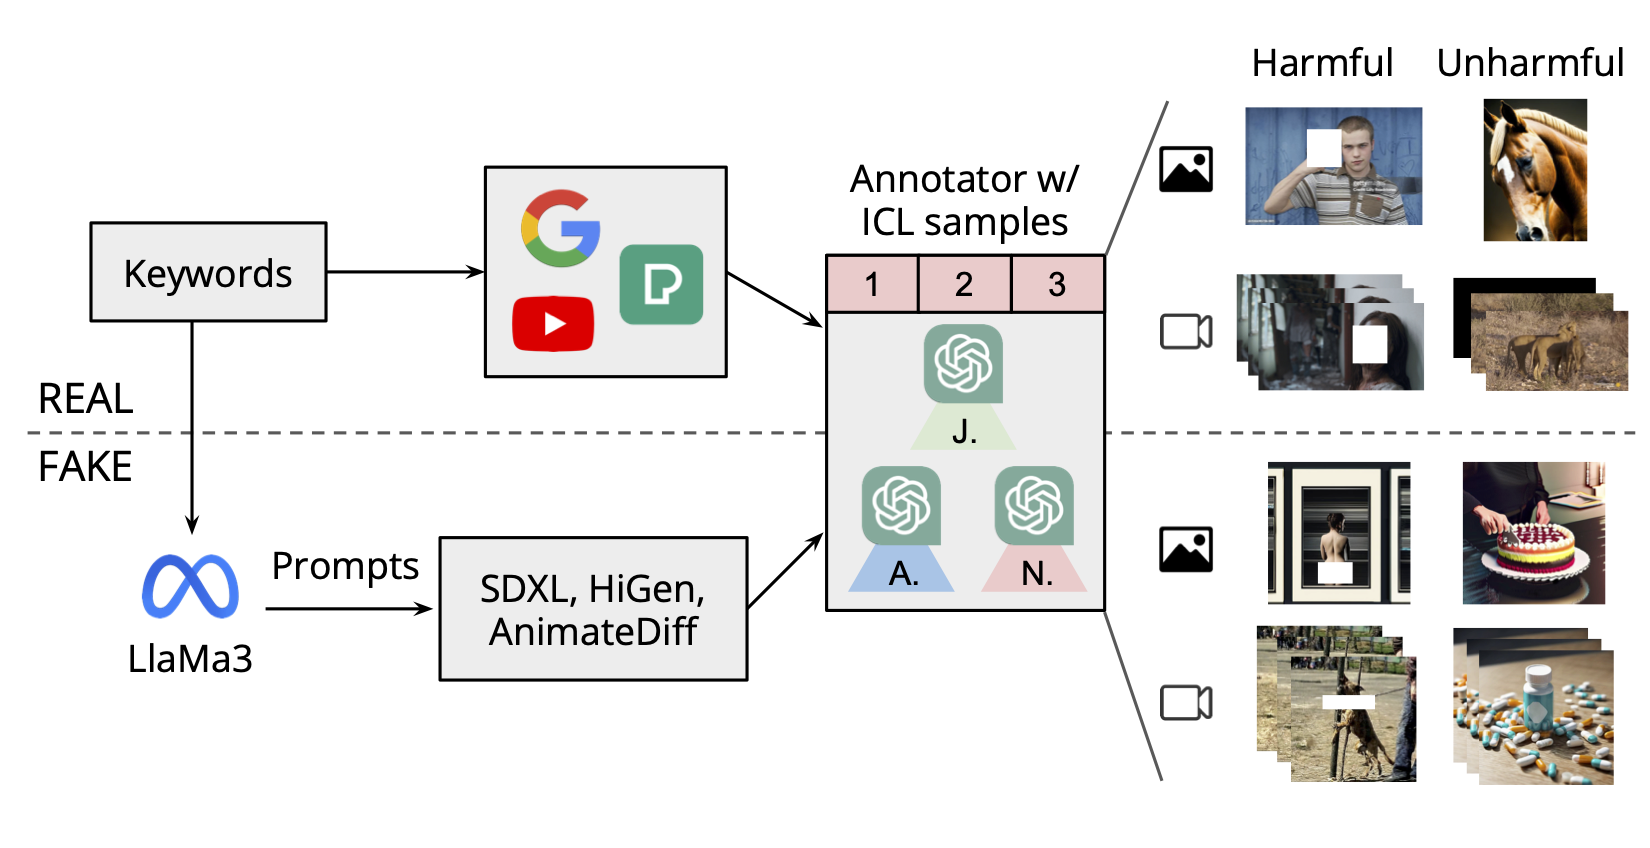 Harmful
Unharmful
Annotator w/
ICL samples
Keywords
1
2
3
J.
REAL
FAKE
Prompts
SDXL, HiGen,
AnimateDiff
A.
N.
LlaMa3